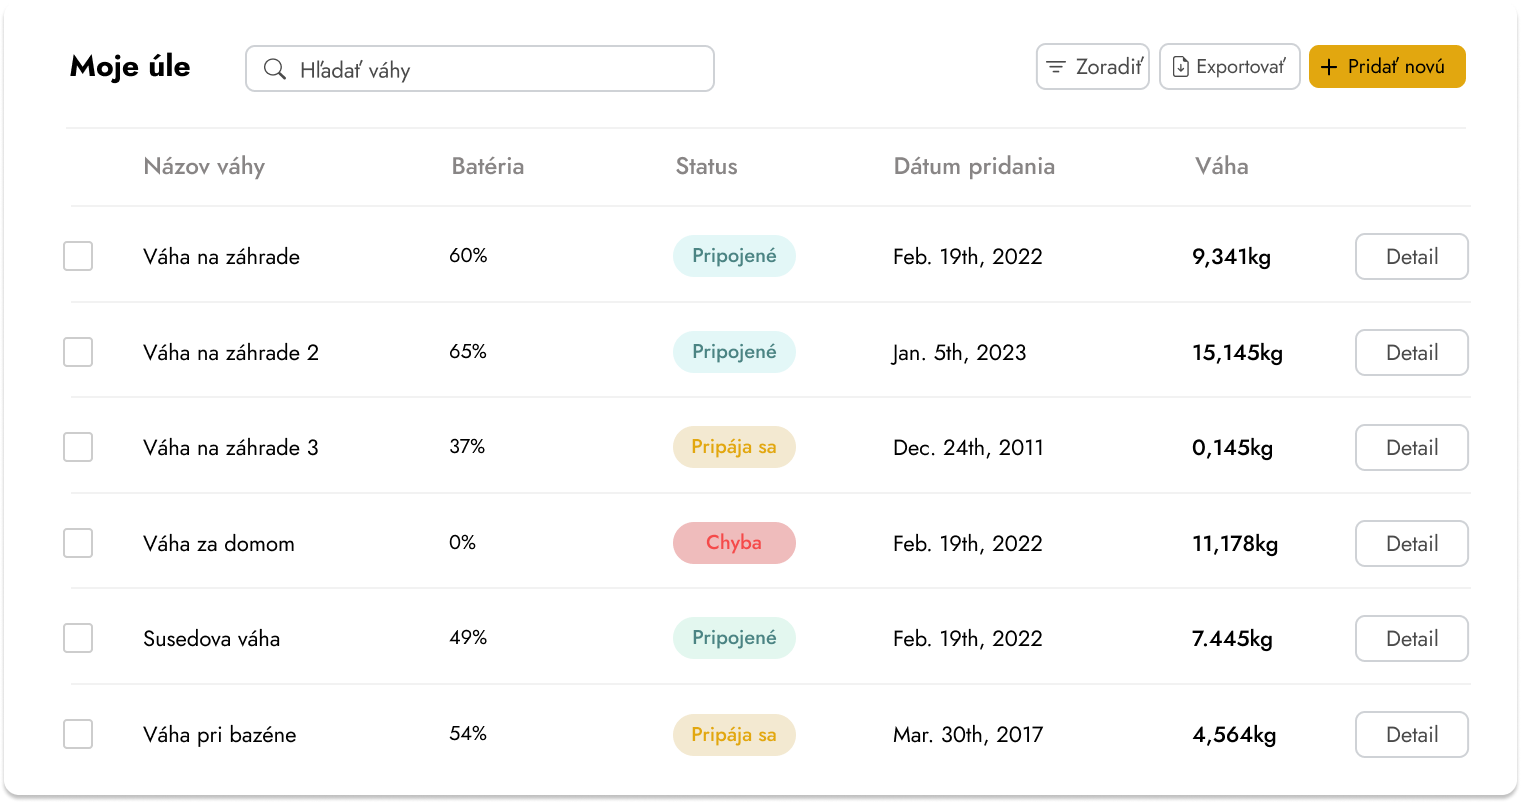 Moje úle Hľadať váhy Zoradiť Exportovať + Pridať novú
Názov váhy Batéria Status Dátum pridania Váha
Váha na záhrade 60% Pripojené Feb. 19th, 2022 9,341kg Detail
Váha na záhrade 2 65% Pripojené Jan. 5th, 2023 15,145kg Detail
Váha na záhrade 3 37% Pripája sa Dec. 24th, 2011 0,145kg Detail
Váha za domom 0% Chyba Feb. 19th, 2022 11,178kg Detail
Susedova váha 49% Pripojené Feb. 19th, 2022 7.445kg Detail
Váha pri bazéne 54% Pripája sa Mar. 30th, 2017 4,564kg Detail